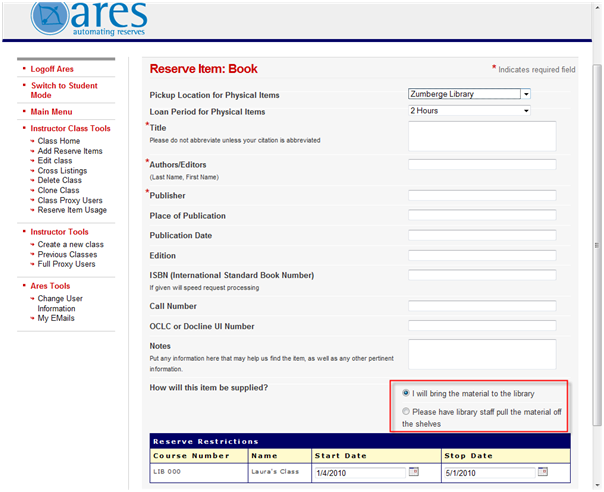 ares
automating reserves
Logoff Ares
Switch to Student
Mode
Main Menu
Instructor Class Tools
Class Home
Add Reserve Items
Edit class
Cross Listings
Delete Class
Clone Class
Class Proxy Users
Reserve Item Usage
Instructor Tools
Create a new class
Previous Classes
Full Proxy Users
Ares Tools
Change User
Information
My EMails
Reserve Item: Book
* Indicates required field
Pickup Location for Physical Items
Zumberge Library
Loan Period for Physical Items
2 Hours
*Title
Please do not abbreviate unless your citation is abbreviated
*Authors/Editors
(Last Name, First Name)
*Publisher
Place of Publication
Publication Date
Edition
ISBN (International Standard Book Number)
If given will speed request processing
Call Number
OCLC or Docline UI Number
Notes
Put any information here that may help us find the item, as well as any other pertinent
information.
How will this item be supplied?
I will bring the material to the library
Please have library staff pull the material off
the shelves
Reserve Restrictions
Course Number Name Start Date Stop Date
LIB 000 Laura's Class 1/4/2010 5/1/2010